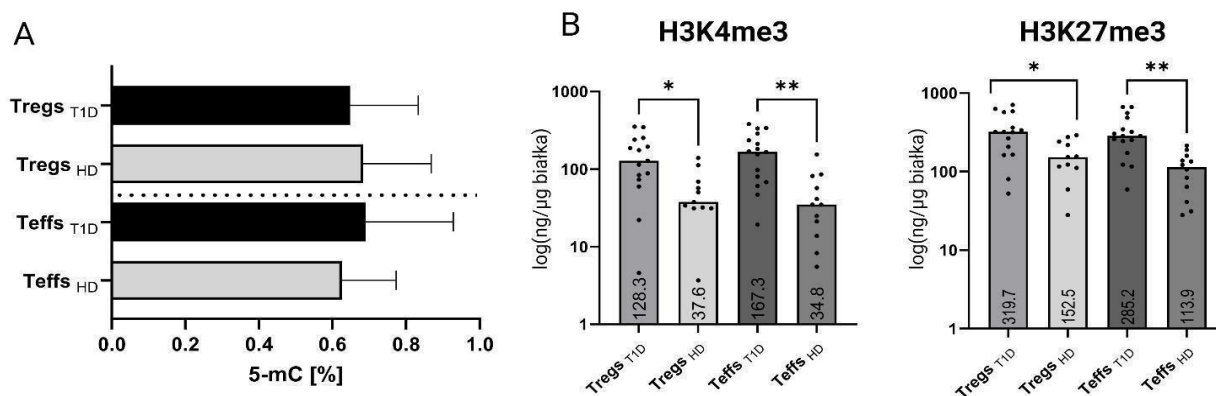 A
Tregs T1D
Tregs HD
Teffs T1D
Teffs HD
0.0 0.2 0.4 0.6 0.8 1.0
5-mC [%]
B
H3K4me3
log(ng/µg białka)
1000
100
10
1
* **
128.3 37.6 167.3 34.8
Tregs T1D Tregs HD Teffs T1D Teffs HD
H3K27me3
log(ng/µg białka)
1000
100
10
1
* **
319.7 152.5 285.2 113.9
Tregs T1D Tregs HD Teffs T1D Teffs HD